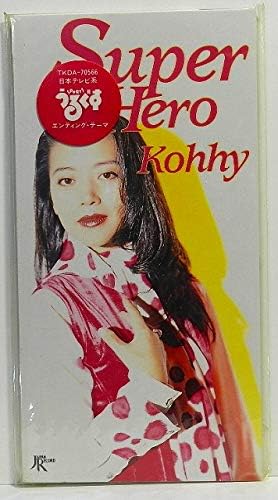 Super
Hero
Kohhy
TKDA-70566
日本テレビ系
うるぐす
エンディング・テーマ
JR